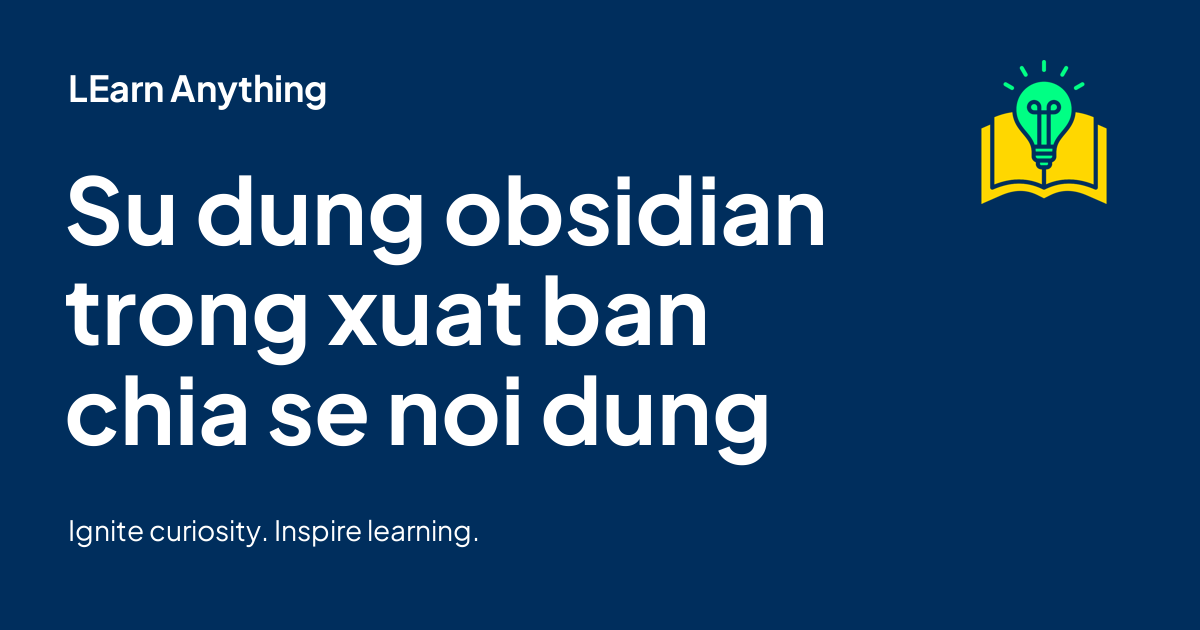 LEarn Anything
Su dung obsidian
trong xuat ban
chia se noi dung
Ignite curiosity. Inspire learning.